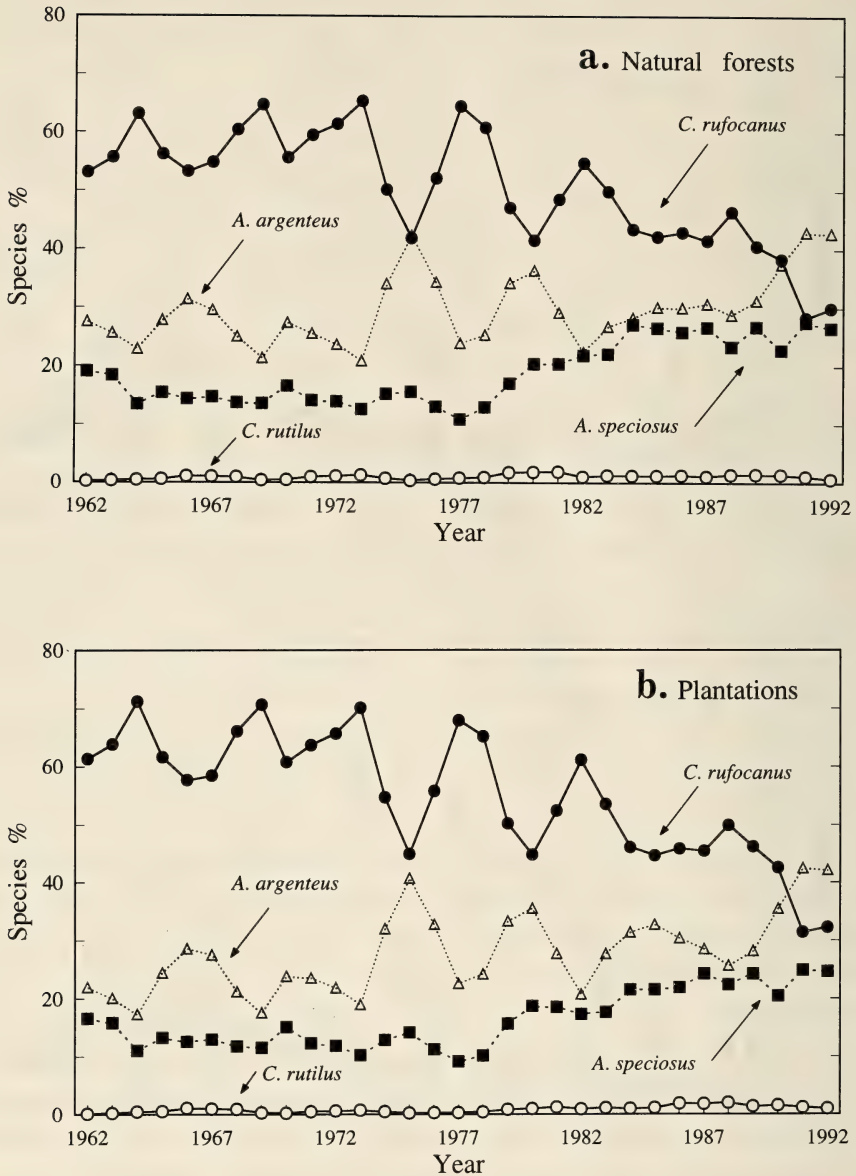 80
a. Natural forests
C. rufocanus
60
A. argenteus
Species %
40
20
A. speciosus
C. rutilus
0
1962 1967 1972 1977 1982 1987 1992
Year
80
b. Plantations
C. rufocanus
60
A. argenteus
Species %
40
20
A. speciosus
C. rutilus
0
1962 1967 1972 1977 1982 1987 1992
Year